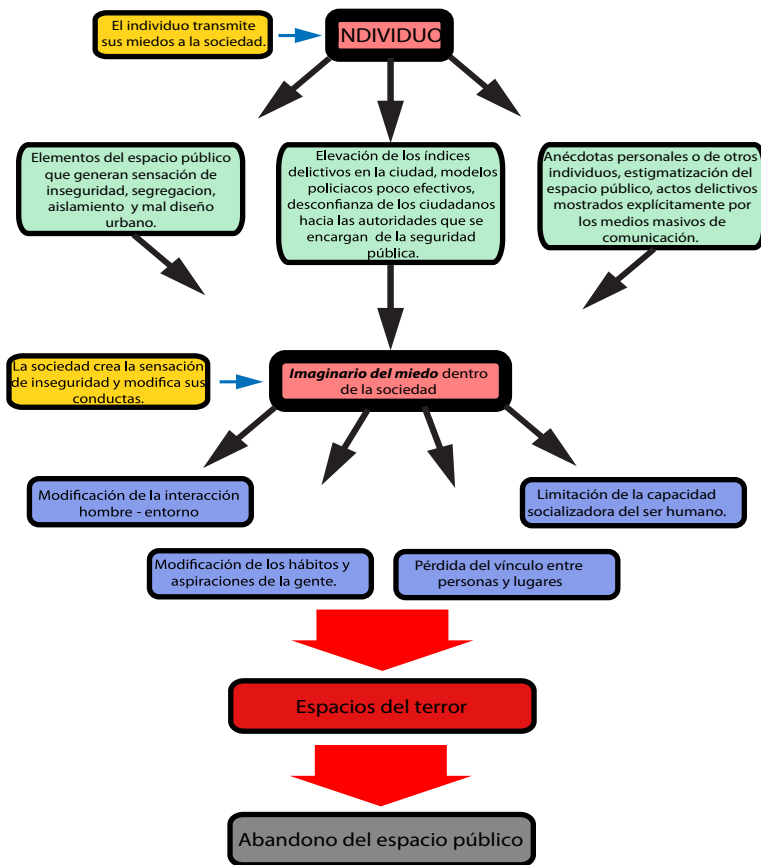 El individuo transmite
sus miedos a la sociedad.
NDIVIDUO
Elementos del espacio público
que generan sensación de
inseguridad, segregacion,
aislamiento y mal diseño
urbano.
Elevación de los índices
delictivos en la ciudad, modelos
policiacos poco efectivos,
desconfianza de los ciudadanos
hacia las autoridades que se
encargan de la seguridad
pública.
Anécdotas personales o de otros
individuos, estigmatización del
espacio público, actos delictivos
mostrados explícitamente por
los medios masivos de
comunicación.
La sociedad crea la sensación
de inseguridad y modifica sus
conductas.
Imaginario del miedo dentro
de la sociedad
Modificación de la interacción
hombre - entorno
Limitación de la capacidad
socializadora del ser humano.
Modificación de los hábitos y
aspiraciones de la gente.
Pérdida del vínculo entre
personas y lugares
Espacios del terror
Abandono del espacio público